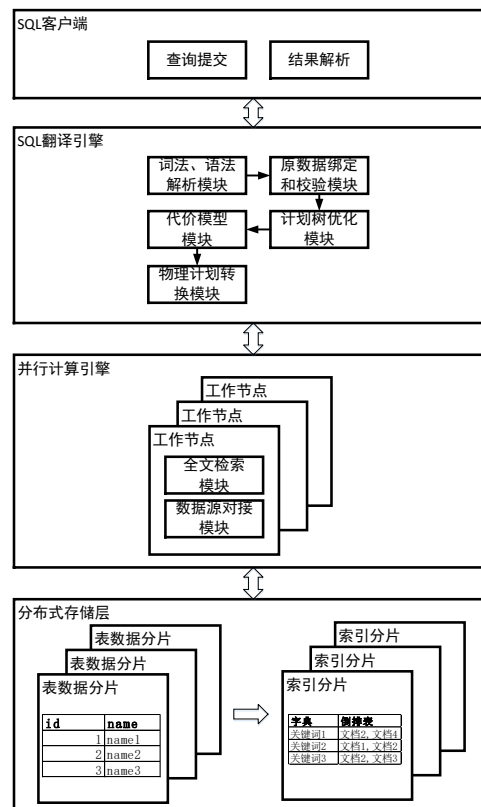 SQL客户端
查询提交
结果解析
SQL翻译引擎
词法、语法
解析模块
原数据绑定
和校验模块
代价模型
模块
计划树优化
模块
物理计划转
换模块
并行计算引擎
工作节点
工作节点
工作节点
全文检索
模块
数据源对接
模块
分布式存储层
表数据分片
表数据分片
表数据分片
id name
1 name1
2 name2
3 name3
索引分片
索引分片
索引分片
字典 倒排表
关键词1 文档2,文档4
关键词2 文档1,文档2
关键词3 文档2,文档3